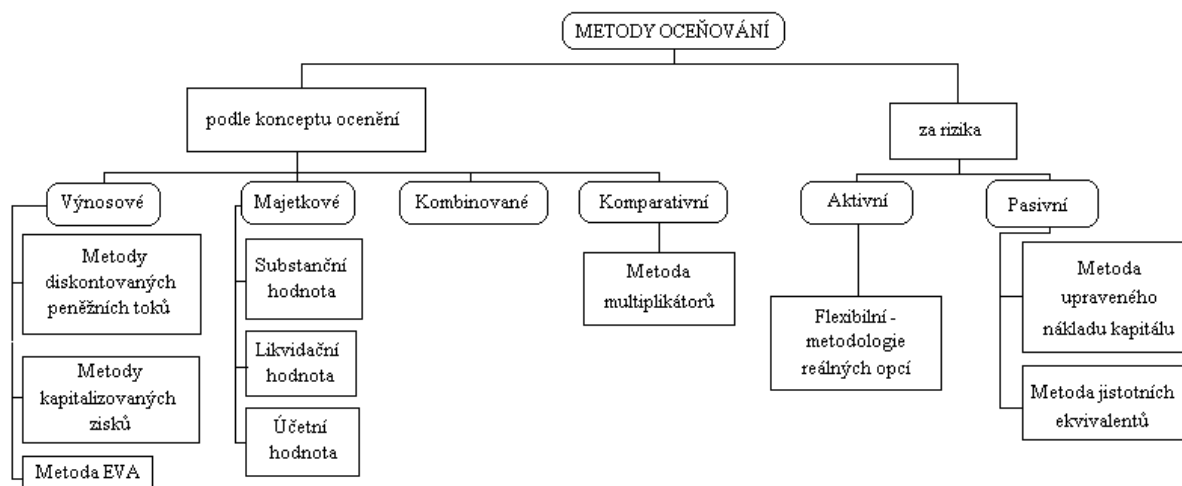 METODY OCEŇOVÁNÍ
podle konceptu ocenění
za rizika
Výnosové
Majetkové
Kombinované
Komparativní
Aktivní
Pasivní
Metody
diskontovaných
peněžních toků
Metody
kapitalizovaných
zisků
Metoda EVA
Substanční
hodnota
Likvidační
hodnota
Účetní
hodnota
Metoda
multiplikátorů
Flexibilní -
metodologie
reálných opcí
Metoda
upraveného
nákladu kapitálu
Metoda jistotních
ekvivalentů